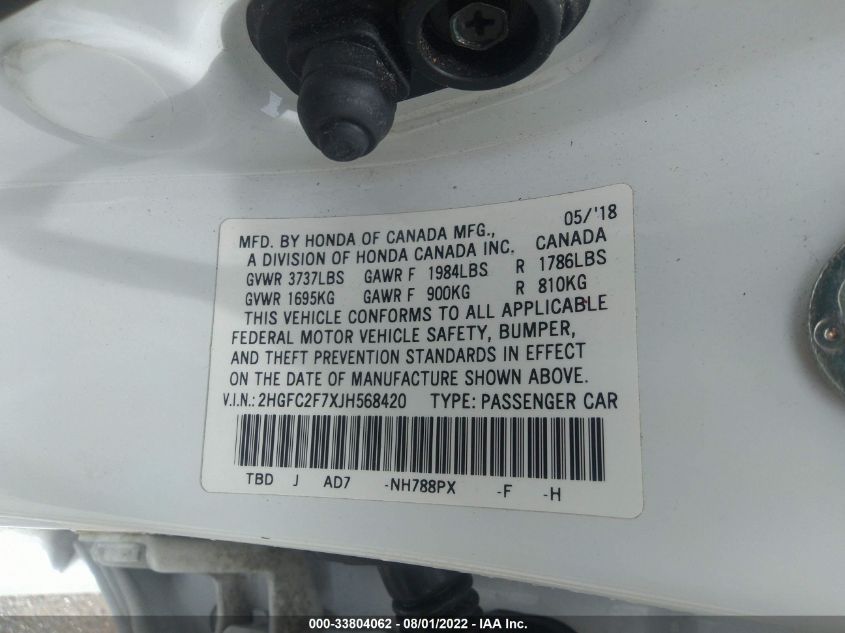 05/'18
MFD. BY HONDA OF CANADA MFG.,
A DIVISION OF HONDA CANADA INC. CANADA
GVWR 3737LBS GAWR F 1984LBS R 1786LBS
GVWR 1695KG GAWR F 900KG R 810KG
THIS VEHICLE CONFORMS TO ALL APPLICABLE
FEDERAL MOTOR VEHICLE SAFETY, BUMPER,
AND THEFT PREVENTION STANDARDS IN EFFECT
ON THE DATE OF MANUFACTURE SHOWN ABOVE.
V.I.N.: 2HGFC2F7XJH568420 TYPE: PASSENGER CAR
TBD J AD7 -NH788PX -F -H
000-33804062 - 08/01/2022 - IAA Inc.